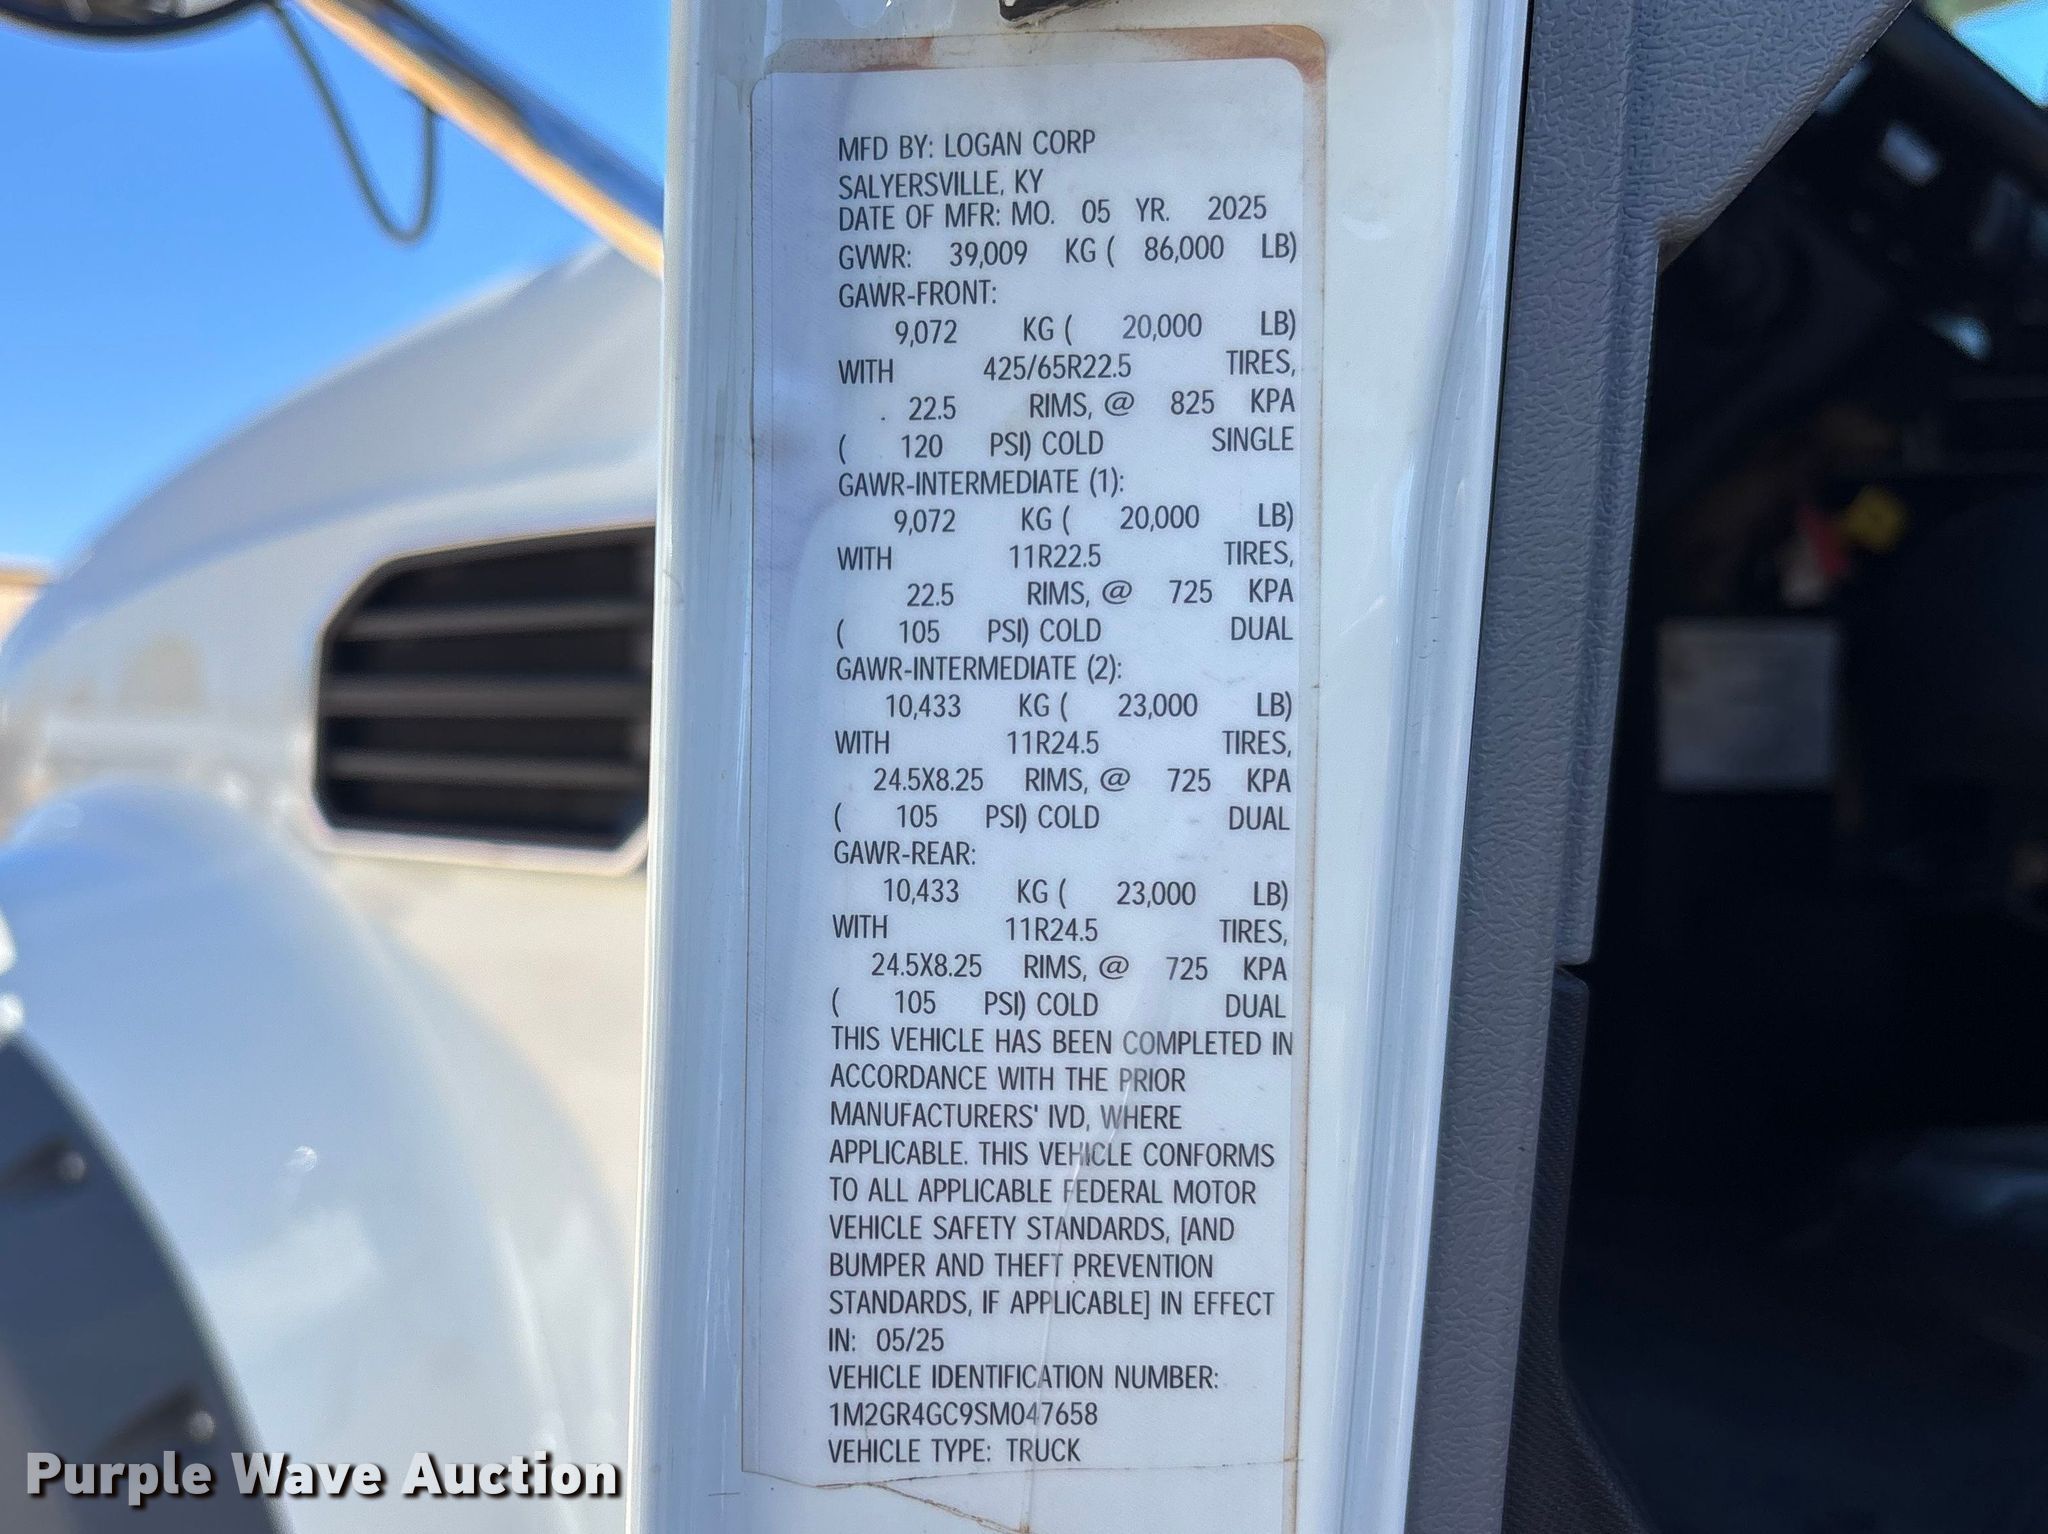 MFD BY: LOGAN CORP
SALYERSVILLE, KY
DATE OF MFR: MO. 05 YR. 2025
GVWR: 39,009 KG ( 86,000 LB)
GAWR-FRONT:
9,072 KG ( 20,000 LB)
WITH 425/65R22.5 TIRES,
. 22.5 RIMS, @ 825 KPA
( 120 PSI) COLD SINGLE
GAWR-INTERMEDIATE (1):
9,072 KG ( 20,000 LB)
WITH 11R22.5 TIRES,
22.5 RIMS, @ 725 KPA
( 105 PSI) COLD DUAL
GAWR-INTERMEDIATE (2):
10,433 KG ( 23,000 LB)
WITH 11R24.5 TIRES,
24.5X8.25 RIMS, @ 725 KPA
( 105 PSI) COLD DUAL
GAWR-REAR:
10,433 KG ( 23,000 LB)
WITH 11R24.5 TIRES,
24.5X8.25 RIMS, @ 725 KPA
( 105 PSI) COLD DUAL
THIS VEHICLE HAS BEEN COMPLETED IN
ACCORDANCE WITH THE PRIOR
MANUFACTURERS' IVD, WHERE
APPLICABLE. THIS VEHICLE CONFORMS
TO ALL APPLICABLE FEDERAL MOTOR
VEHICLE SAFETY STANDARDS, [AND
BUMPER AND THEFT PREVENTION
STANDARDS, IF APPLICABLE] IN EFFECT
IN: 05/25
VEHICLE IDENTIFICATION NUMBER:
1M2GR4GC9SM047658
VEHICLE TYPE: TRUCK
Purple Wave Auction